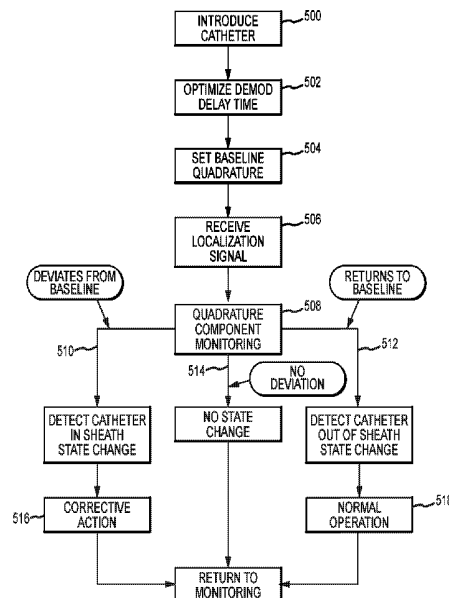 INTRODUCE
CATHETER
500
OPTIMIZE DEMOD
DELAY TIME
502
SET BASELINE
QUADRATURE
504
RECEIVE
LOCALIZATION
SIGNAL
506
DEVIATES FROM
BASELINE
RETURNS TO
BASELINE
QUADRATURE
COMPONENT
MONITORING
508
510
514
512
NO
DEVIATION
DETECT CATHETER
IN SHEATH
STATE CHANGE
NO STATE
CHANGE
DETECT CATHETER
OUT OF SHEATH
STATE CHANGE
516
CORRECTIVE
ACTION
NORMAL
OPERATION
518
RETURN TO
MONITORING